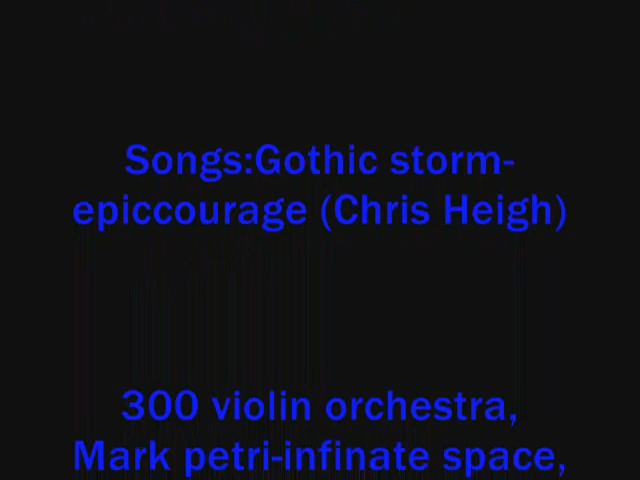 Songs:Gothic storm-
epiccourage (Chris Heigh)
300 violin orchestra,
Mark petri-infinate space,